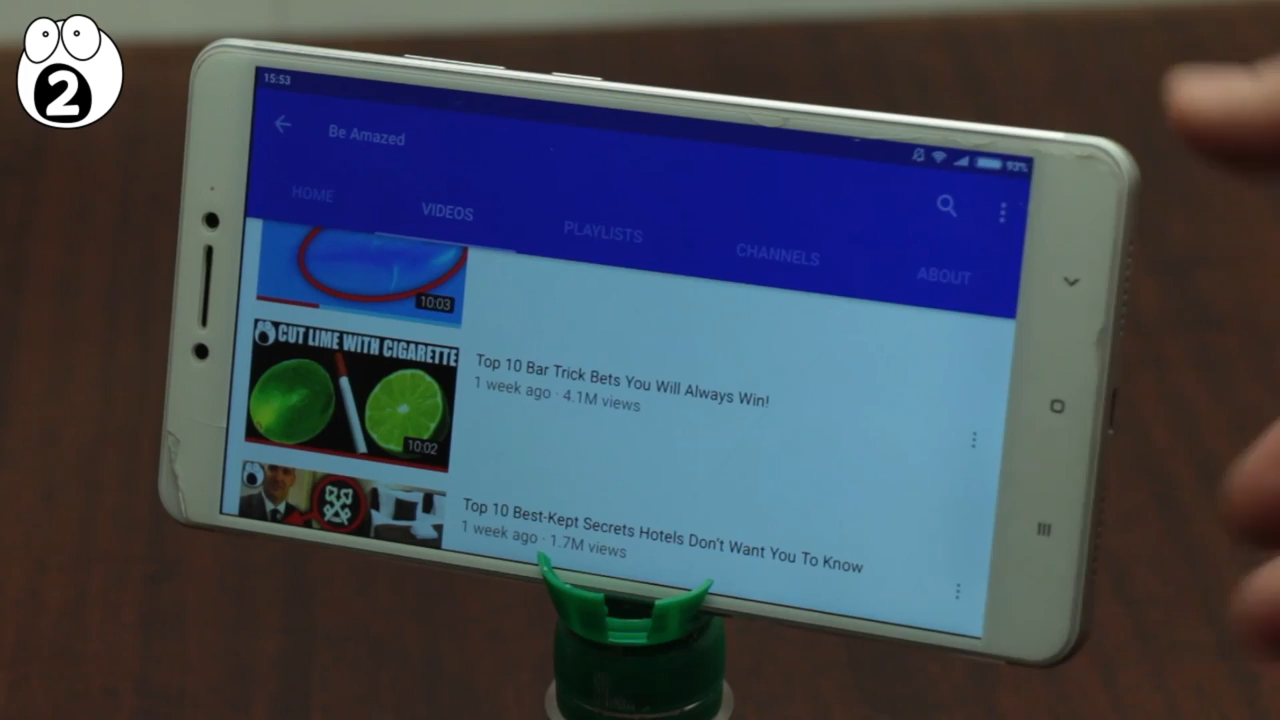 2
15:53
93%
Be Amazed
HOME
VIDEOS
PLAYLISTS
CHANNELS
ABOUT
10:03
CUT LIME WITH CIGARETTE
10:02
Top 10 Bar Trick Bets You Will Always Win!
1 week ago · 4.1M views
Top 10 Best-Kept Secrets Hotels Don't Want You To Know
1 week ago · 1.7M views